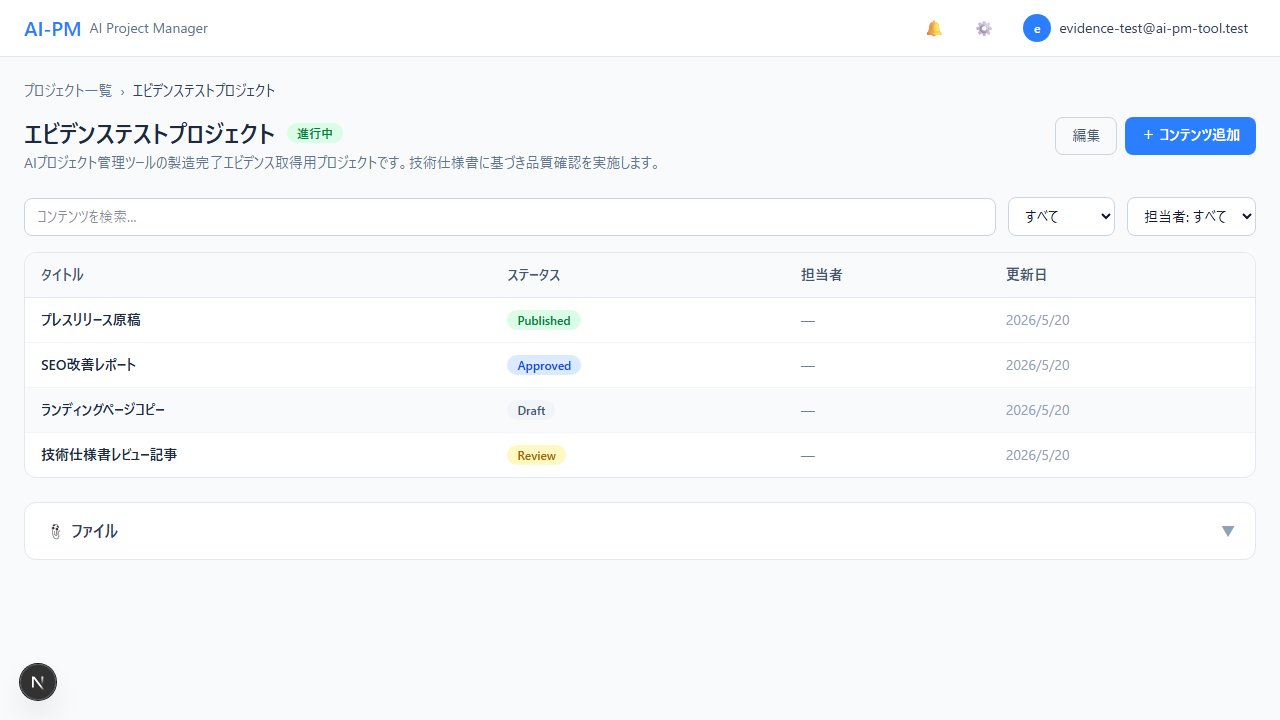 AI-PM AI Project Manager e evidence-test@ai-pm-tool.test
プロジェクト一覧 › エビデンステストプロジェクト
エビデンステストプロジェクト 進行中
編集 + コンテンツ追加
AIプロジェクト管理ツールの製造完了エビデンス取得用プロジェクトです。技術仕様書に基づき品質確認を実施します。
コンテンツを検索... すべて 担当者: すべて
タイトル ステータス 担当者 更新日
プレスリリース原稿 Published — 2026/5/20
SEO改善レポート Approved — 2026/5/20
ランディングページコピー Draft — 2026/5/20
技術仕様書レビュー記事 Review — 2026/5/20
ファイル ▼
N